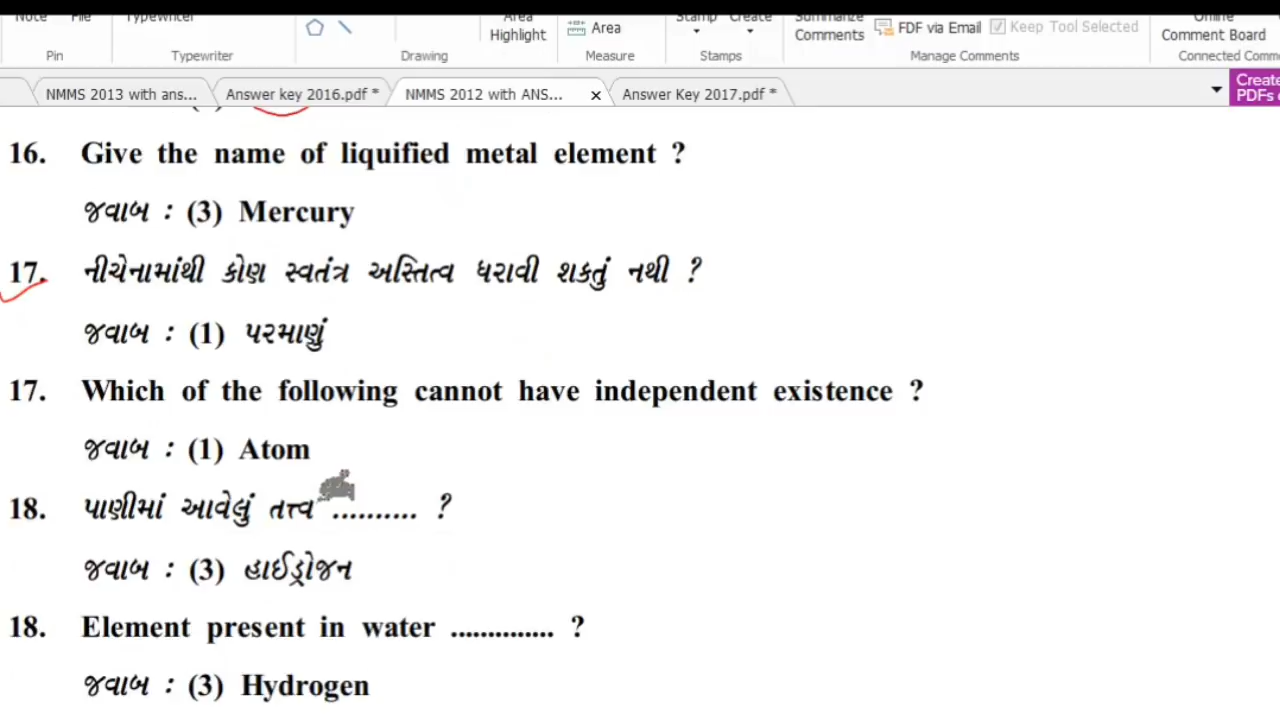 Note File Typewriter Area Highlight Area Stamp Create Summarize Comments FDF via Email Keep Tool Selected Online Comment Board
Pin Typewriter Drawing Measure Stamps Manage Comments Connected Comm
NMMS 2013 with ans... Answer key 2016.pdf * NMMS 2012 with ANS... x Answer Key 2017.pdf * Create PDFs
16. Give the name of liquified metal element ?
જવાબ : (3) Mercury
17. નીચેનામાંથી કોણ સ્વતંત્ર અસ્તિત્વ ધરાવી શકતું નથી ?
જવાબ : (1) પરમાણું
17. Which of the following cannot have independent existence ?
જવાબ : (1) Atom
18. પાણીમાં આવેલું તત્ત્વ .......... ?
જવાબ : (3) હાઈડ્રોજન
18. Element present in water .............. ?
જવાબ : (3) Hydrogen